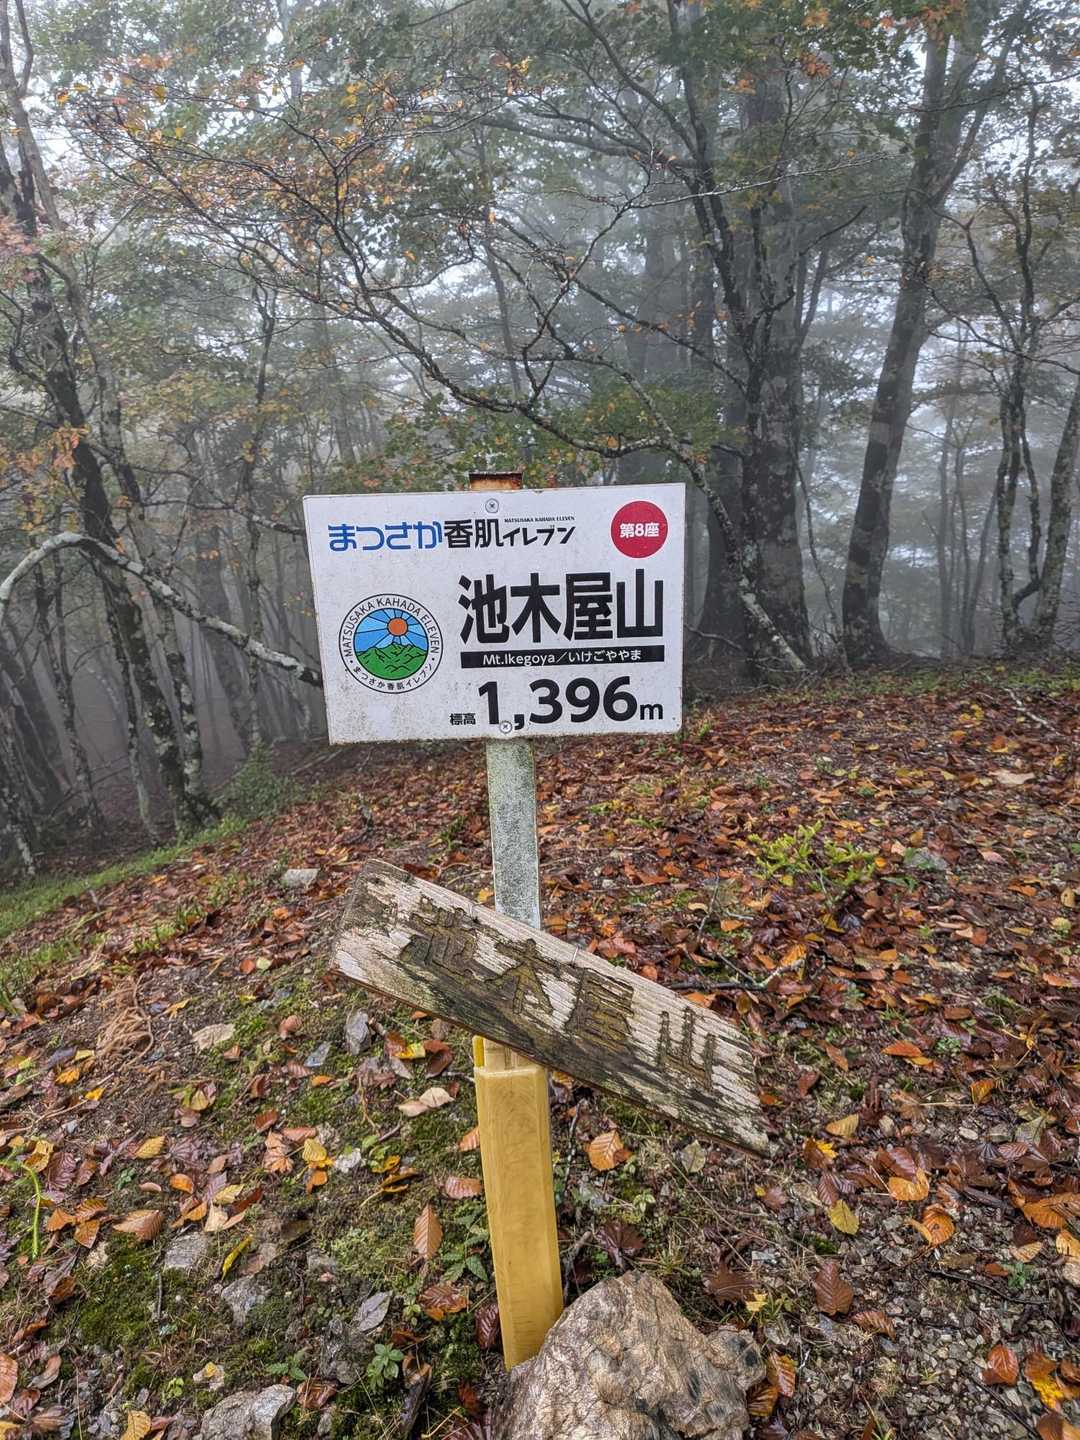 MATSUSAKA KAHADA ELEVEN
まつさか香肌イレブン
第8座
池木屋山
Mt.Ikegoya／いけごややま
MATSUSAKA KAHADA ELEVEN
・まつさか香肌イレブン・
標高 1,396m
池木屋山